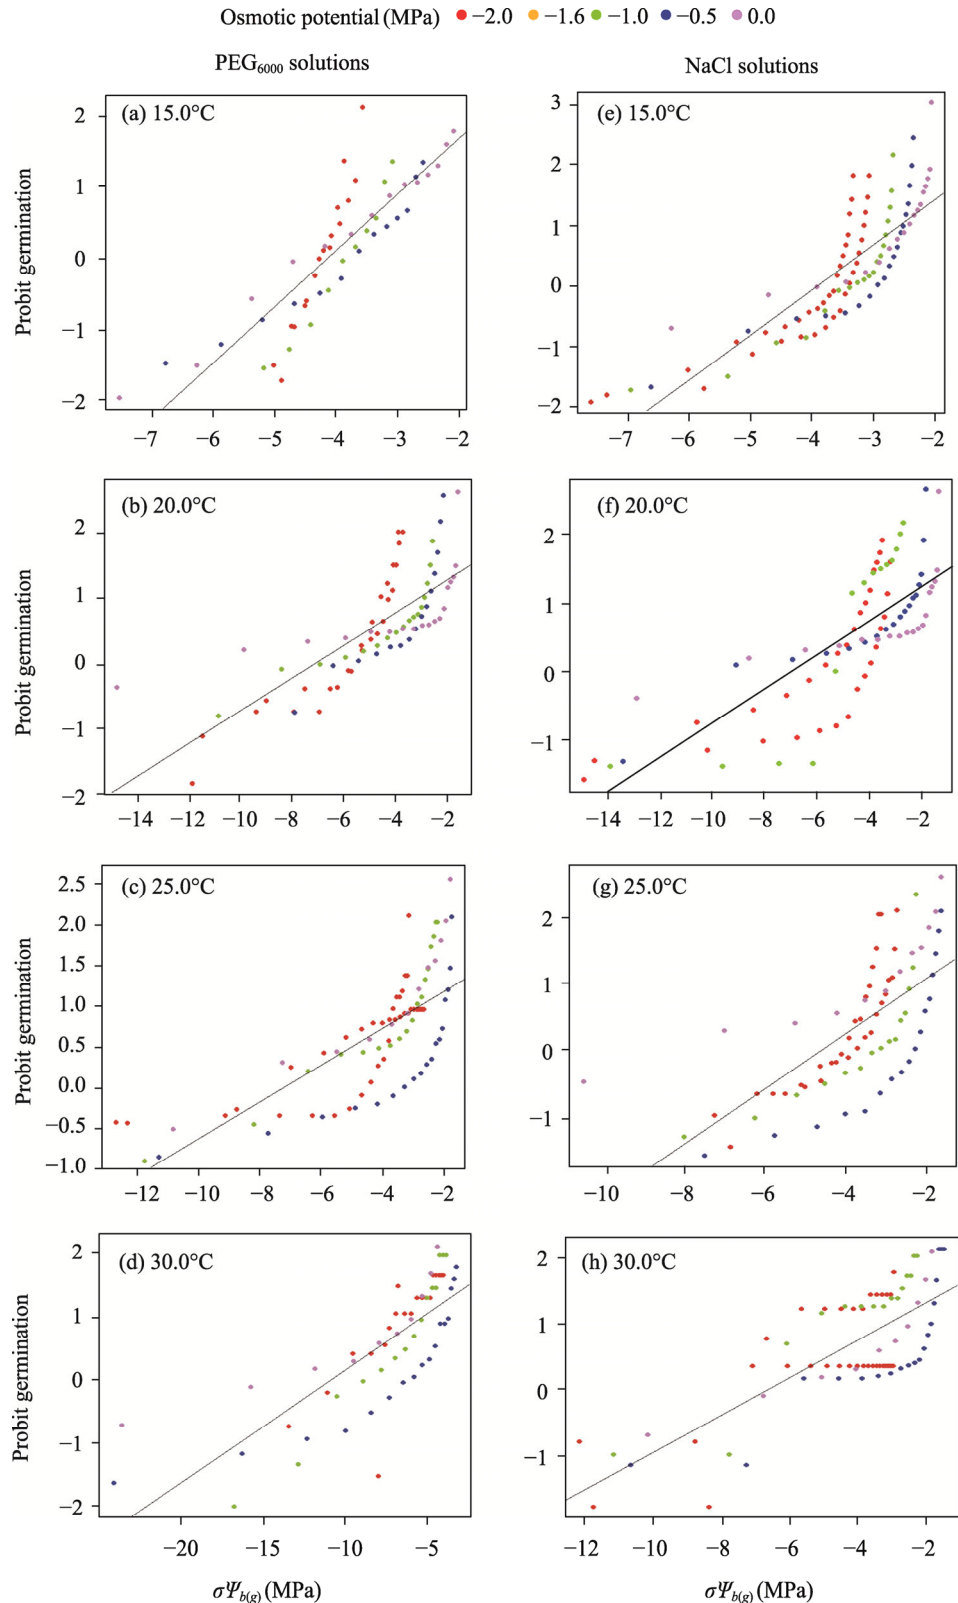 Osmotic potential (MPa) −2.0 −1.6 −1.0 −0.5 0.0
PEG6000 solutions
NaCl solutions
(a) 15.0°C
2
1
0
−1
−2
−7 −6 −5 −4 −3 −2
Probit germination
(e) 15.0°C
3
2
1
0
−1
−2
−7 −6 −5 −4 −3 −2
(b) 20.0°C
2
1
0
−1
−2
−14 −12 −10 −8 −6 −4 −2
Probit germination
(f) 20.0°C
2
1
0
−1
−14 −12 −10 −8 −6 −4 −2
(c) 25.0°C
2.5
2.0
1.5
1.0
0.5
0.0
−0.5
−1.0
−12 −10 −8 −6 −4 −2
Probit germination
(g) 25.0°C
2
1
0
−1
−10 −8 −6 −4 −2
(d) 30.0°C
2
1
0
−1
−2
−20 −15 −10 −5
Probit germination
σΨb(g) (MPa)
(h) 30.0°C
2
1
0
−1
−12 −10 −8 −6 −4 −2
σΨb(g) (MPa)